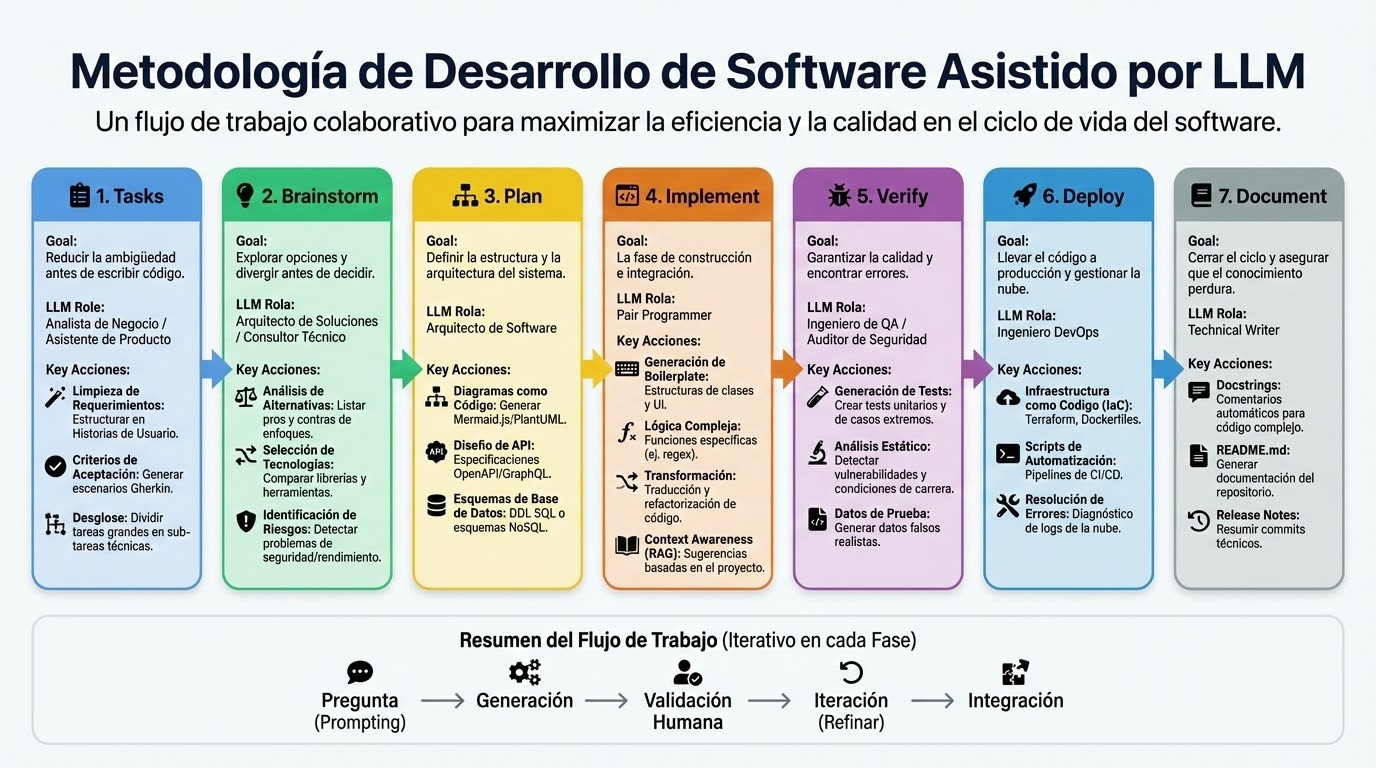 Metodología de Desarrollo de Software Asistido por LLM
Un flujo de trabajo colaborativo para maximizar la eficiencia y la calidad en el ciclo de vida del software.
1. Tasks
Goal:
Reducir la ambigüedad
antes de escribir código.
LLM Role:
Analista de Negocio /
Asistente de Producto
Key Acciones:
Limpieza de
Requerimientos:
Estructurar en
Historias de Usuario.
Criterios de
Aceptación: Generar
escenarios Gherkin.
Desglose: Dividir
tareas grandes en sub-
tareas técnicas.
2. Brainstorm
Goal:
Explorar opciones y
divergir antes de decidir.
LLM Rola:
Arquitecto de Soluciones
/ Consultor Técnico
Key Acciones:
Análisis de
Alternativas: Listar
pros y contras de
enfoques.
Selección de
Tecnologías:
Comparar librerías y
herramientas.
Identificación de
Riesgos: Detectar
problemas de
seguridad/rendimiento.
3. Plan
Goal:
Definir la estructura y la
arquitectura del sistema.
LLM Rola:
Arquitecto de Software
Key Acciones:
Diagramas como
Código: Generar
Mermaid.js/PlantUML.
API
Diseño de API:
Especificaciones
OpenAPI/GraphQL.
Esquemas de Base
de Datos: DDL SQL o
esquemas NoSQL.
4. Implement
Goal:
La fase de construcción
e integración.
LLM Rola:
Pair Programmer
Key Acciones:
Generación de
Boilerplate:
Estructuras de clases
y UI.
Lógica Compleja:
Funciones específicas
(ej. regex).
Transformación:
Traducción y
refactorización de
código.
Context Awareness
(RAG): Sugerencias
basadas en el proyecto.
5. Verify
Goal:
Garantizar la calidad y
encontrar errores.
LLM Rola:
Ingeniero de QA /
Auditor de Seguridad
Key Acciones:
Generación de Tests:
Crear tests unitarios y
de casos extremos.
Análisis Estático:
Detectar
vulnerabilidades y
condiciones de carrera.
Datos de Prueba:
Generar datos falsos
realistas.
6. Deploy
Goal:
Llevar el código a
producción y gestionar la
nube.
LLM Rola:
Ingeniero DevOps
Key Acciones:
Infraestructura
como Codigo (IaC):
Terraform, Dockertiles.
Scripts de
Automatización:
Pipelines de CI/CD.
Resolución de
Errores: Diagnóstico
de logs de la nube.
7. Document
Goal:
Cerrar el ciclo y asegurar
que el conocimiento
perdura.
LLM Rola:
Technical Writer
Key Acciones:
Docstrings:
Comentarios
automáticos para
código complejo.
README.md:
Generar
documentación del
repositorio.
Release Notes:
Resumir commits
técnicos.
Resumen del Flujo de Trabajo (Iterativo en cada Fase)
Pregunta
(Prompting)
Generación
Validación
Humana
Iteración
(Refinar)
Integración